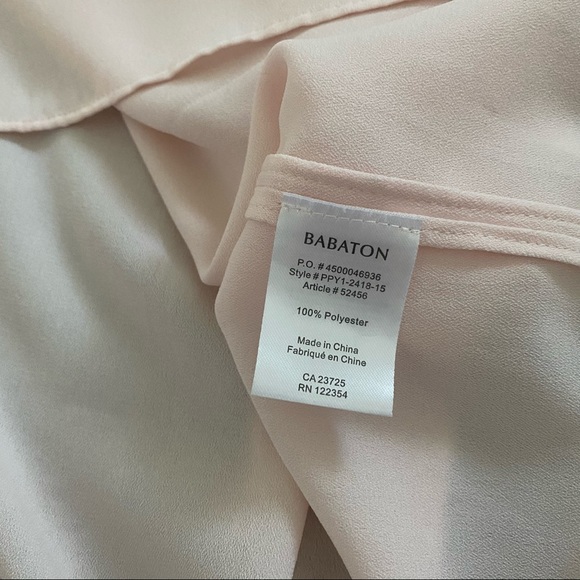 BABATON
P.O. # 4500046936
Style # PPY1-2418-15
Article # 52456
100% Polyester
Made in China
Fabriqué en Chine
CA 23725
RN 122354